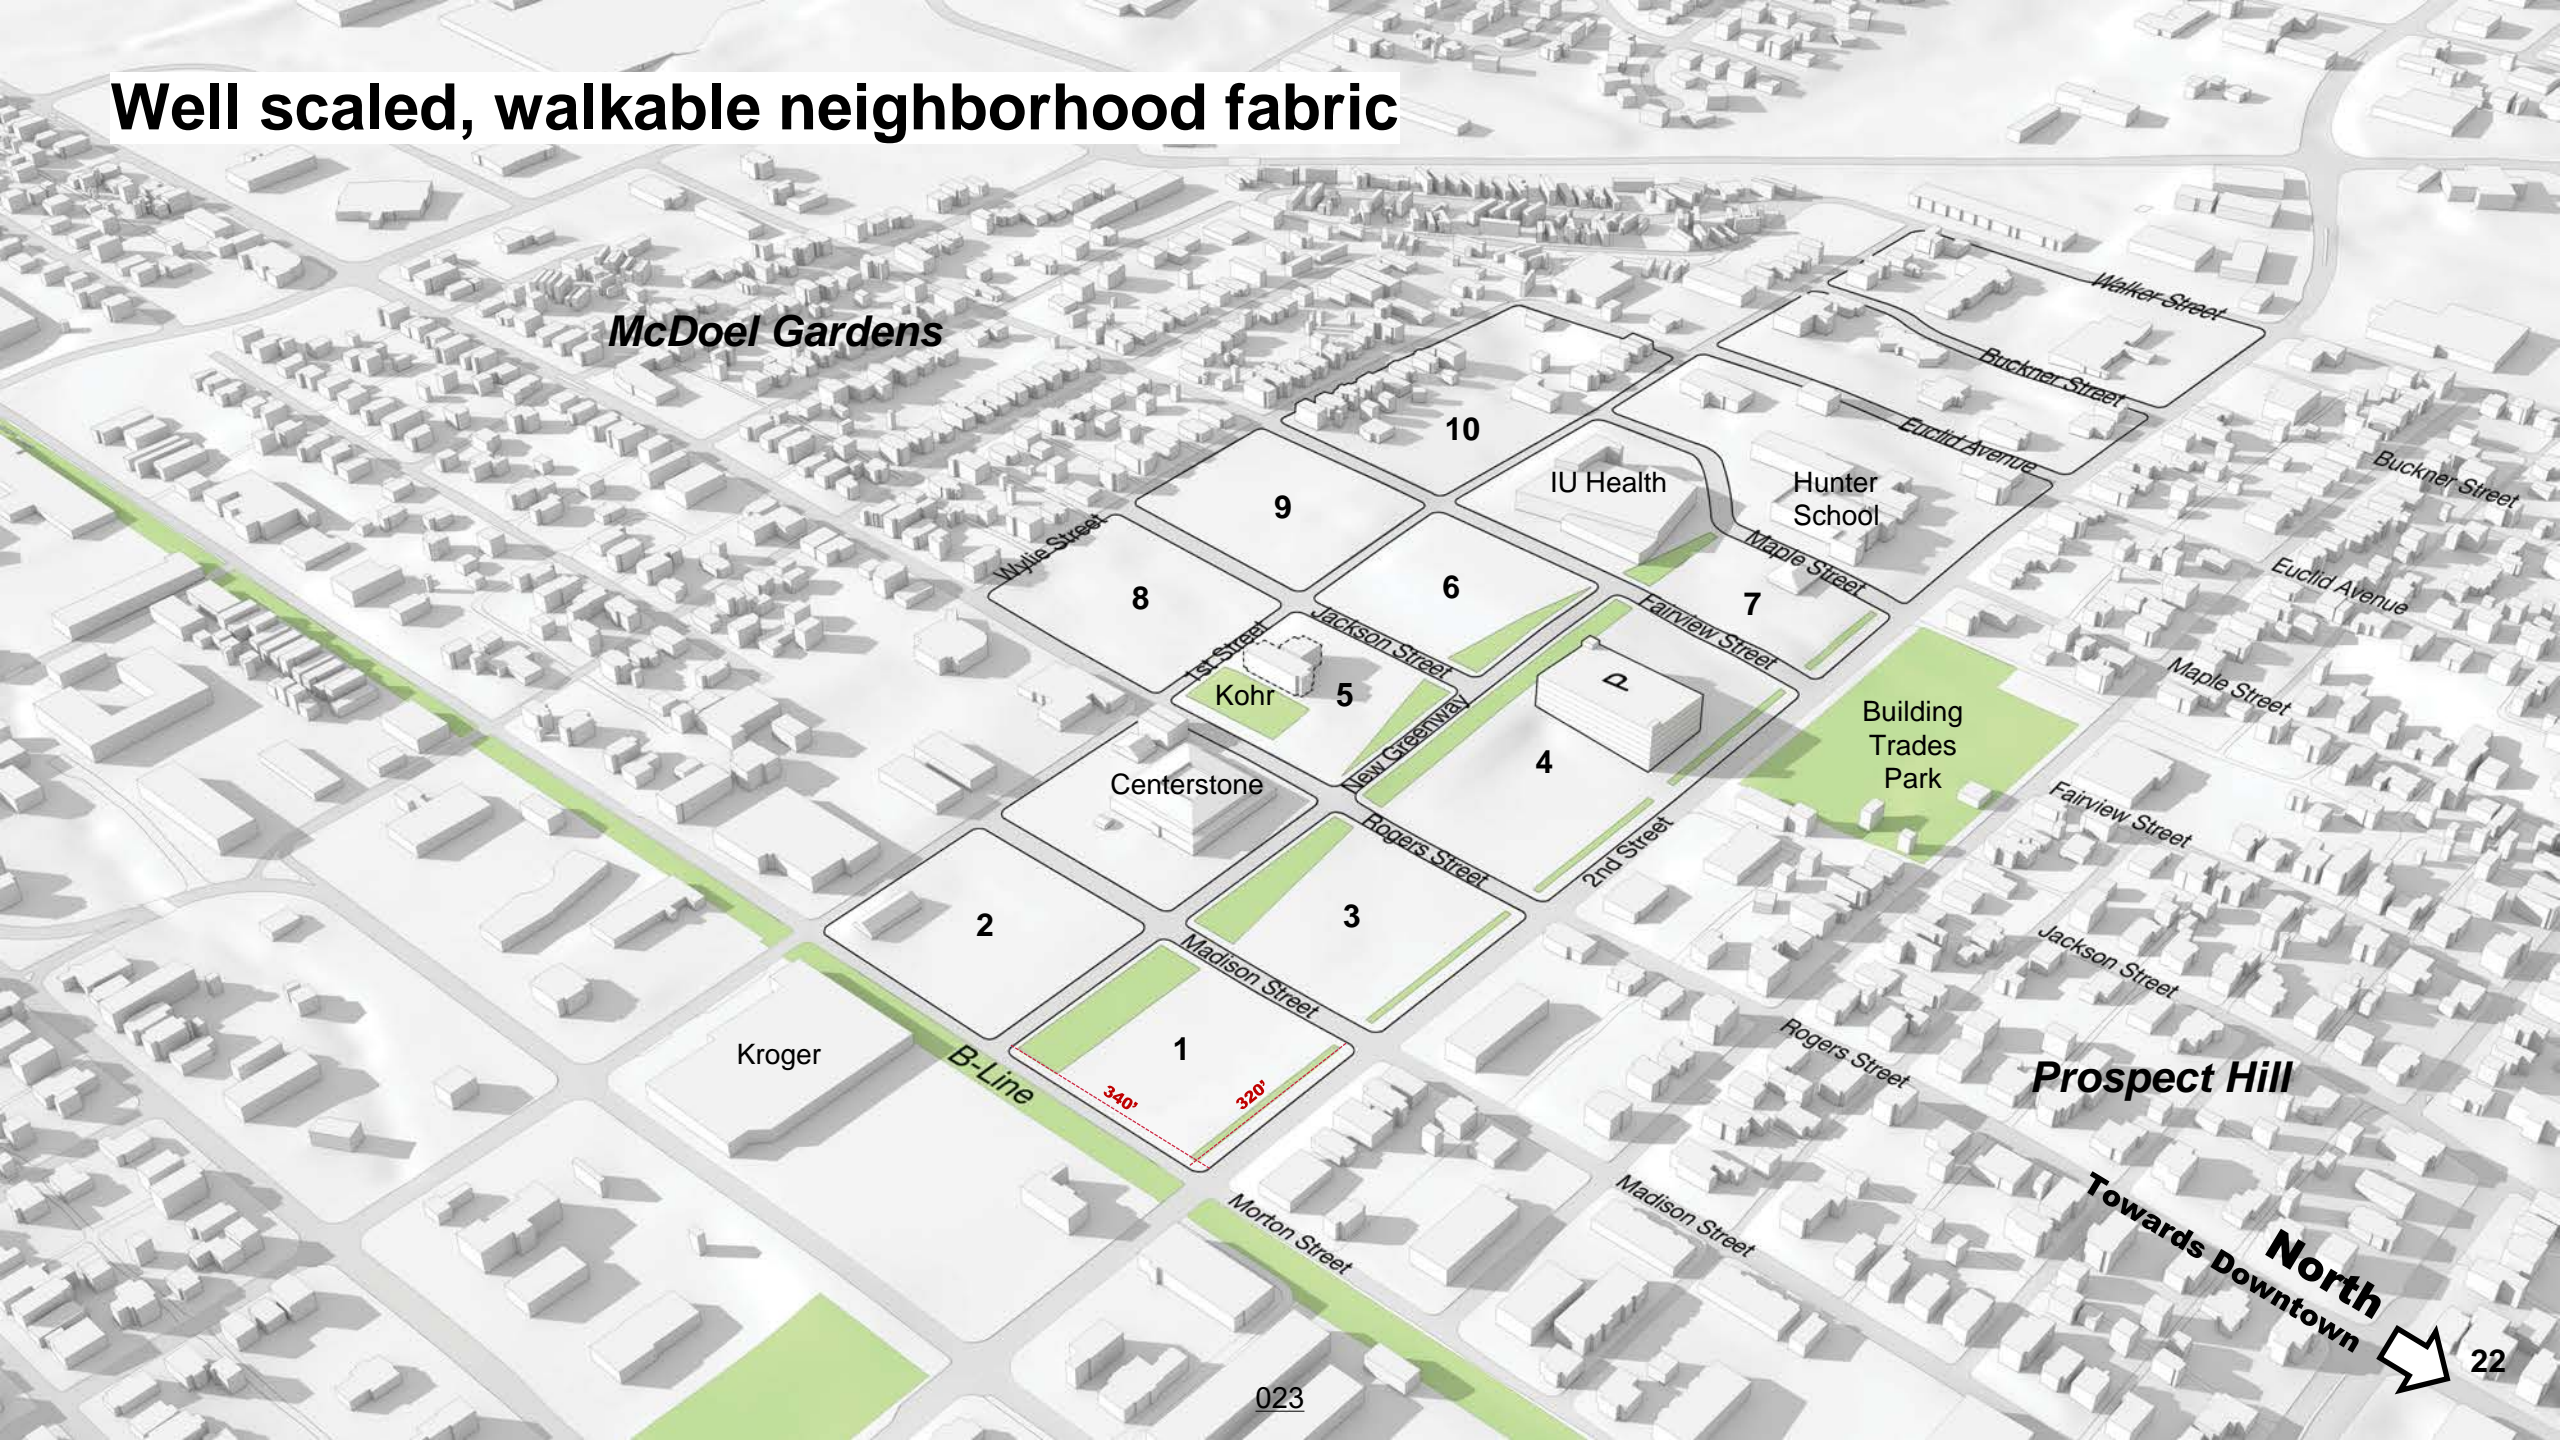 Well scaled, walkable neighborhood fabric
McDoel Gardens
Walker Street
Buckner Street
Euclid Avenue
Buckner Street
10
IU Health
Hunter
School
9
Wylie Street
Maple Street
Euclid Avenue
8
6
7
Fairview Street
Jackson Street
1st Street
Kohr
5
P
Maple Street
Building
Trades
Park
New Greenway
4
Centerstone
Fairview Street
Rogers Street
2nd Street
2
3
Jackson Street
Madison Street
Kroger
B-Line
1
340’
320’
Rogers Street
Prospect Hill
Morton Street
Madison Street
Towards Downtown
North
22
023